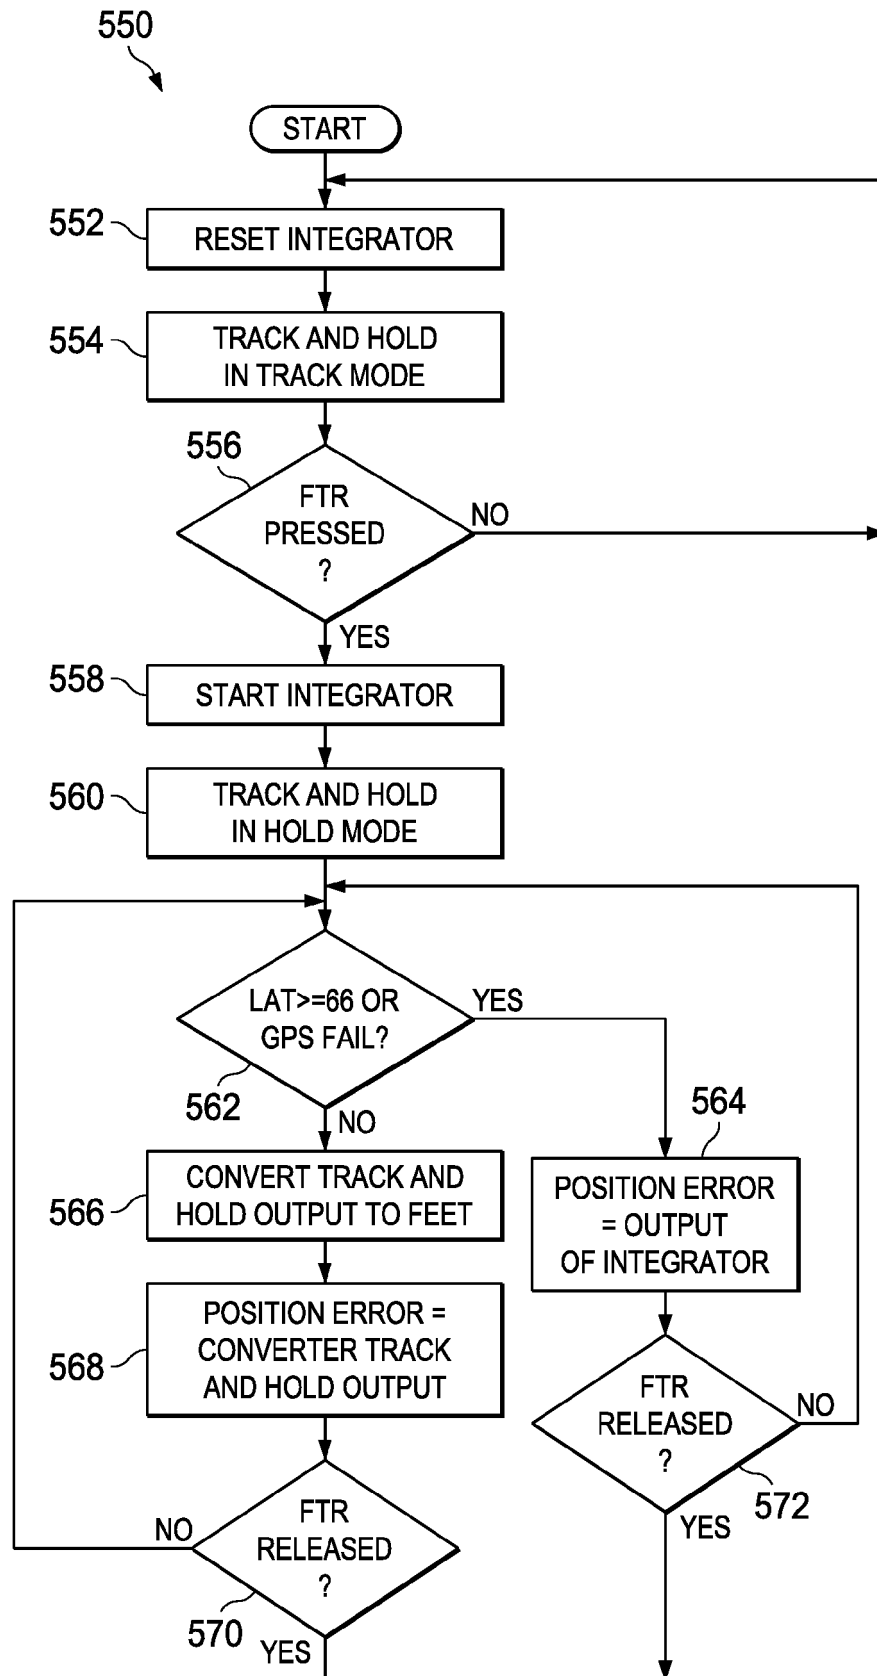 550
START
552
RESET INTEGRATOR
554
TRACK AND HOLD
IN TRACK MODE
556
FTR
PRESSED
?
NO
YES
558
START INTEGRATOR
560
TRACK AND HOLD
IN HOLD MODE
LAT>=66 OR
GPS FAIL?
YES
562
NO
564
566
CONVERT TRACK AND
HOLD OUTPUT TO FEET
POSITION ERROR
= OUTPUT
OF INTEGRATOR
568
POSITION ERROR =
CONVERTER TRACK
AND HOLD OUTPUT
FTR
RELEASED
?
NO
572
YES
NO
FTR
RELEASED
?
570
YES